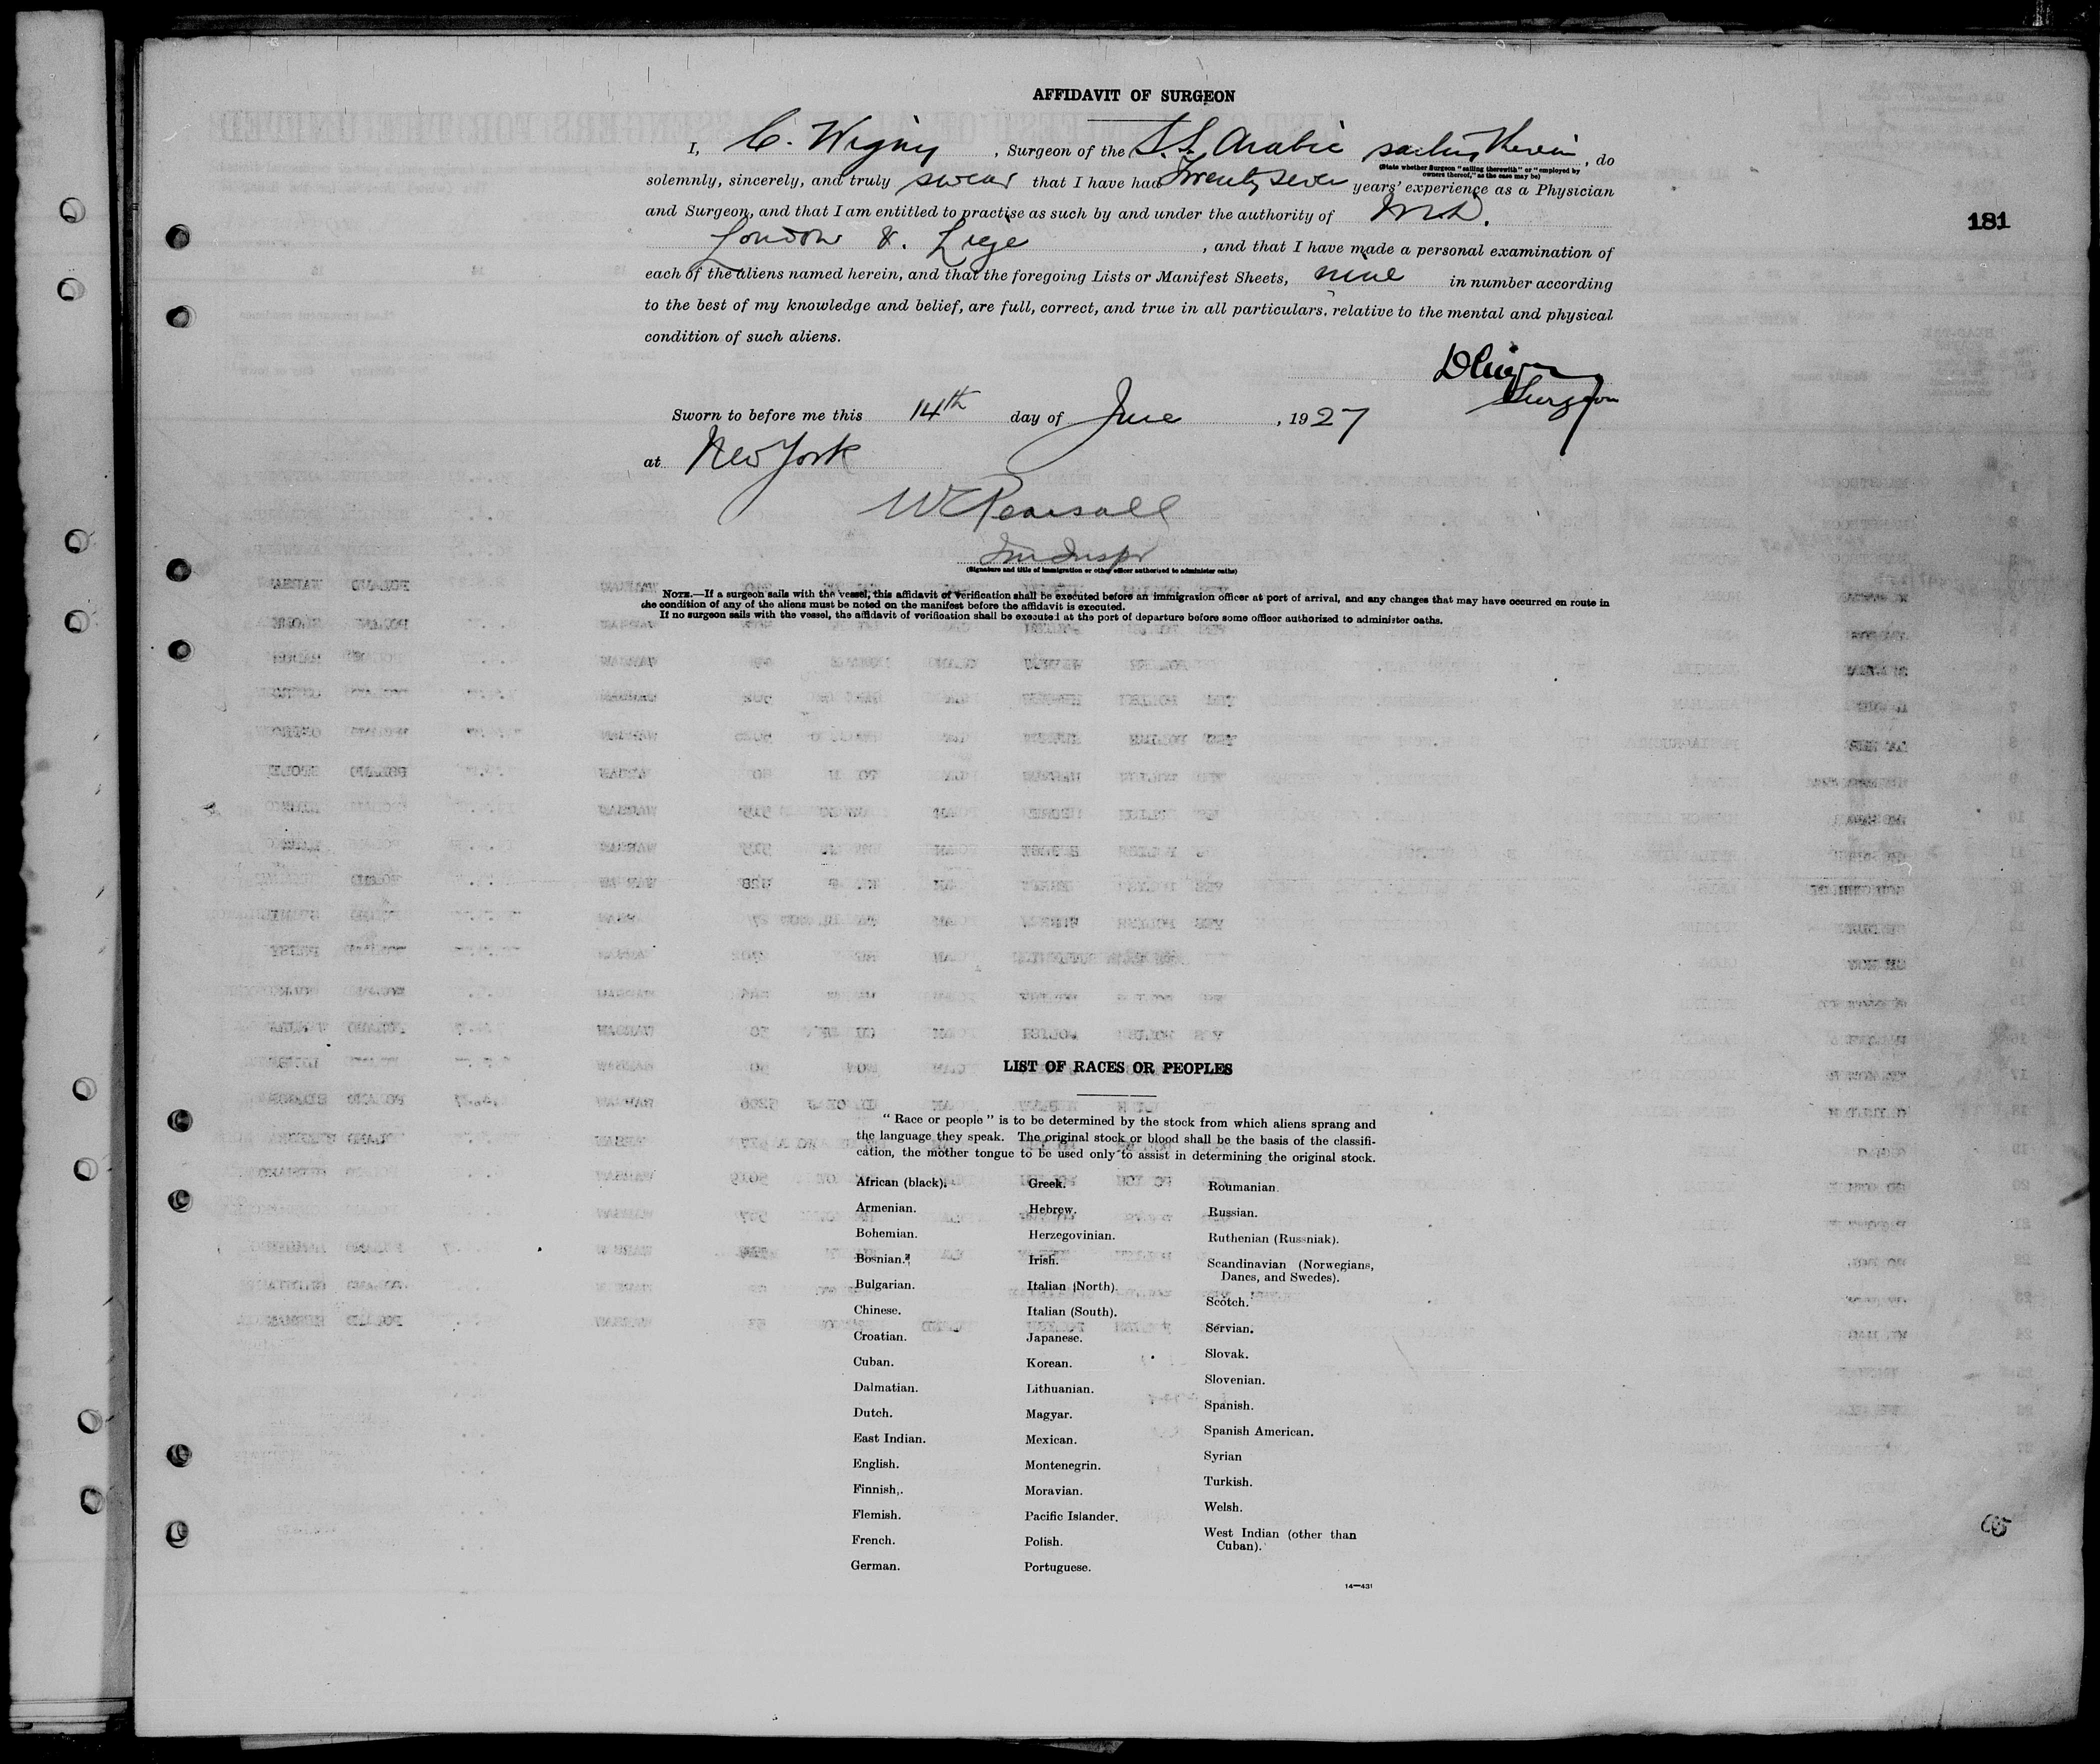 AFFIDAVIT OF SURGEON
I, C. Wigny, Surgeon of the S.S. Arabic sailing therein, do
(State whether Surgeon "sailing therewith" or "employed by
owners thereof," as the case may be)
solemnly, sincerely, and truly swear that I have had Twenty seven years' experience as a Physician
and Surgeon, and that I am entitled to practise as such by and under the authority of M.D.
London & Liege, and that I have made a personal examination of
181
each of the aliens named herein, and that the foregoing Lists or Manifest Sheets, nine in number according
to the best of my knowledge and belief, are full, correct, and true in all particulars, relative to the mental and physical
condition of such aliens.
Surgeon
Sworn to before me this 14th day of June, 1927
at New York
W Pearsall
Im Inspr
(Signature and title of immigration or other officer authorized to administer oaths)
NOTE.—If a surgeon sails with the vessel, this affidavit of verification shall be executed before an immigration officer at port of arrival, and any changes that may have occurred en route in
the condition of any of the aliens must be noted on the manifest before the affidavit is executed.
If no surgeon sails with the vessel, the affidavit of verification shall be executed at the port of departure before some officer authorized to administer oaths.
LIST OF RACES OR PEOPLES
"Race or people" is to be determined by the stock from which aliens sprang and
the language they speak. The original stock or blood shall be the basis of the classifi-
cation, the mother tongue to be used only to assist in determining the original stock.
African (black).
Armenian.
Bohemian.
Bosnian.
Bulgarian.
Chinese.
Croatian.
Cuban.
Dalmatian.
Dutch.
East Indian.
English.
Finnish.
Flemish.
French.
German.
Greek.
Hebrew.
Herzegovinian.
Irish.
Italian (North).
Italian (South).
Japanese.
Korean.
Lithuanian.
Magyar.
Mexican.
Montenegrin.
Moravian.
Pacific Islander.
Polish.
Portuguese.
Roumanian.
Russian.
Ruthenian (Russniak).
Scandinavian (Norwegians,
Danes, and Swedes).
Scotch.
Servian.
Slovak.
Slovenian.
Spanish.
Spanish American.
Syrian
Turkish.
Welsh.
West Indian (other than
Cuban).
14—431